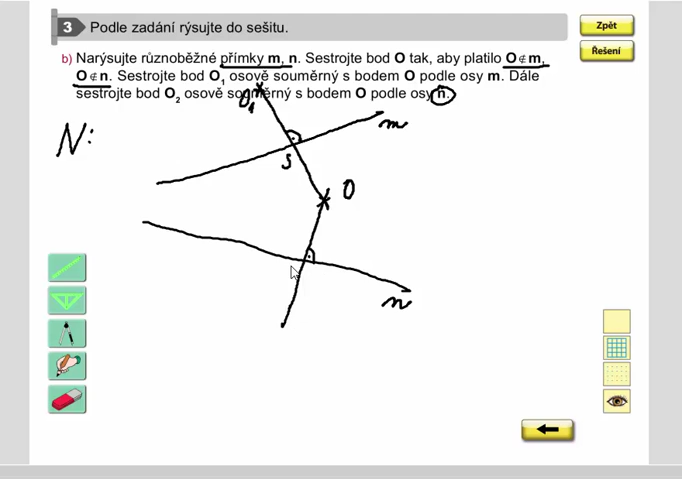 3 Podle zadání rýsujte do sešitu.
Zpět
Řešení
b) Narýsujte různoběžné přímky m, n. Sestrojte bod O tak, aby platilo O∉m,
O∉n. Sestrojte bod O₁ osově souměrný s bodem O podle osy m. Dále
sestrojte bod O₂ osově souměrný s bodem O podle osy n.
O₁
N:
m
S
O
n